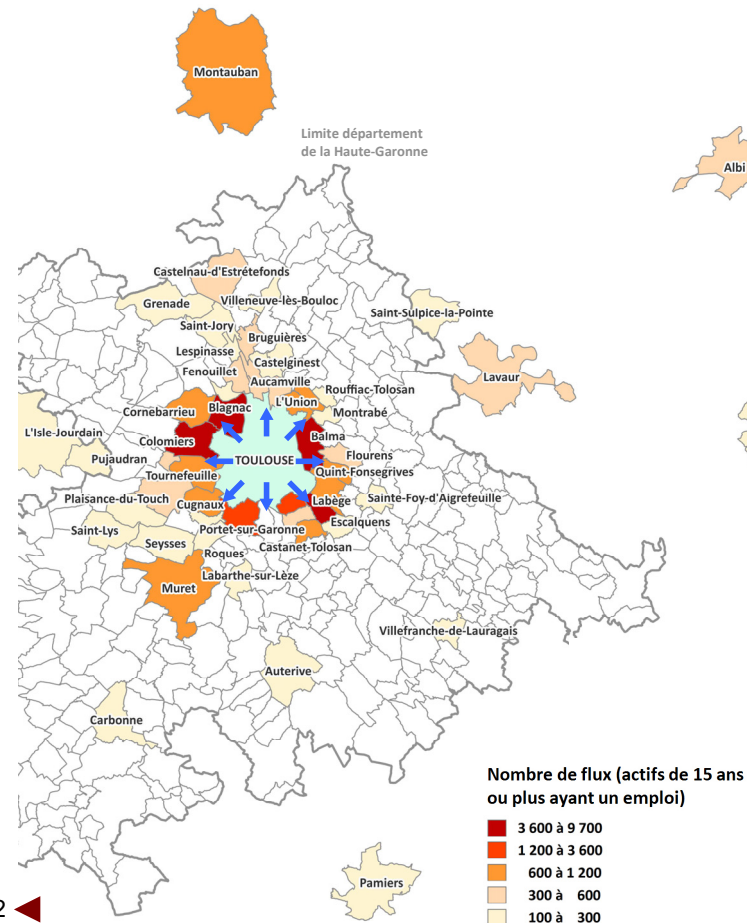 Montauban
Limite département
de la Haute-Garonne
Albi
Castelnau-d'Estrétefonds
Grenade
Villeneuve-lès-Bouloc
Saint-Sulpice-la-Pointe
Saint-Jory
Bruguières
Lespinasse
Castelginest
Fenouillet
Aucamville
Lavaur
Rouffiac-Tolosan
L'Union
Cornebarrieu
Blagnac
Montrabé
L'Isle-Jourdain
Colomiers
Balma
Pujaudran
TOULOUSE
Flourens
Tournefeuille
Quint-Fonsegrives
Plaisance-du-Touch
Cugnaux
Labège
Sainte-Foy-d'Aigrefeuille
Saint-Lys
Portet-sur-Garonne
Escalquens
Seysses
Roques
Castanet-Tolosan
Muret
Labarthe-sur-Lèze
Villefranche-de-Lauragais
Auterive
Carbonne
Nombre de flux (actifs de 15 ans
ou plus ayant un emploi)
3 600 à 9 700
1 200 à 3 600
600 à 1 200
300 à 600
100 à 300
Pamiers
2